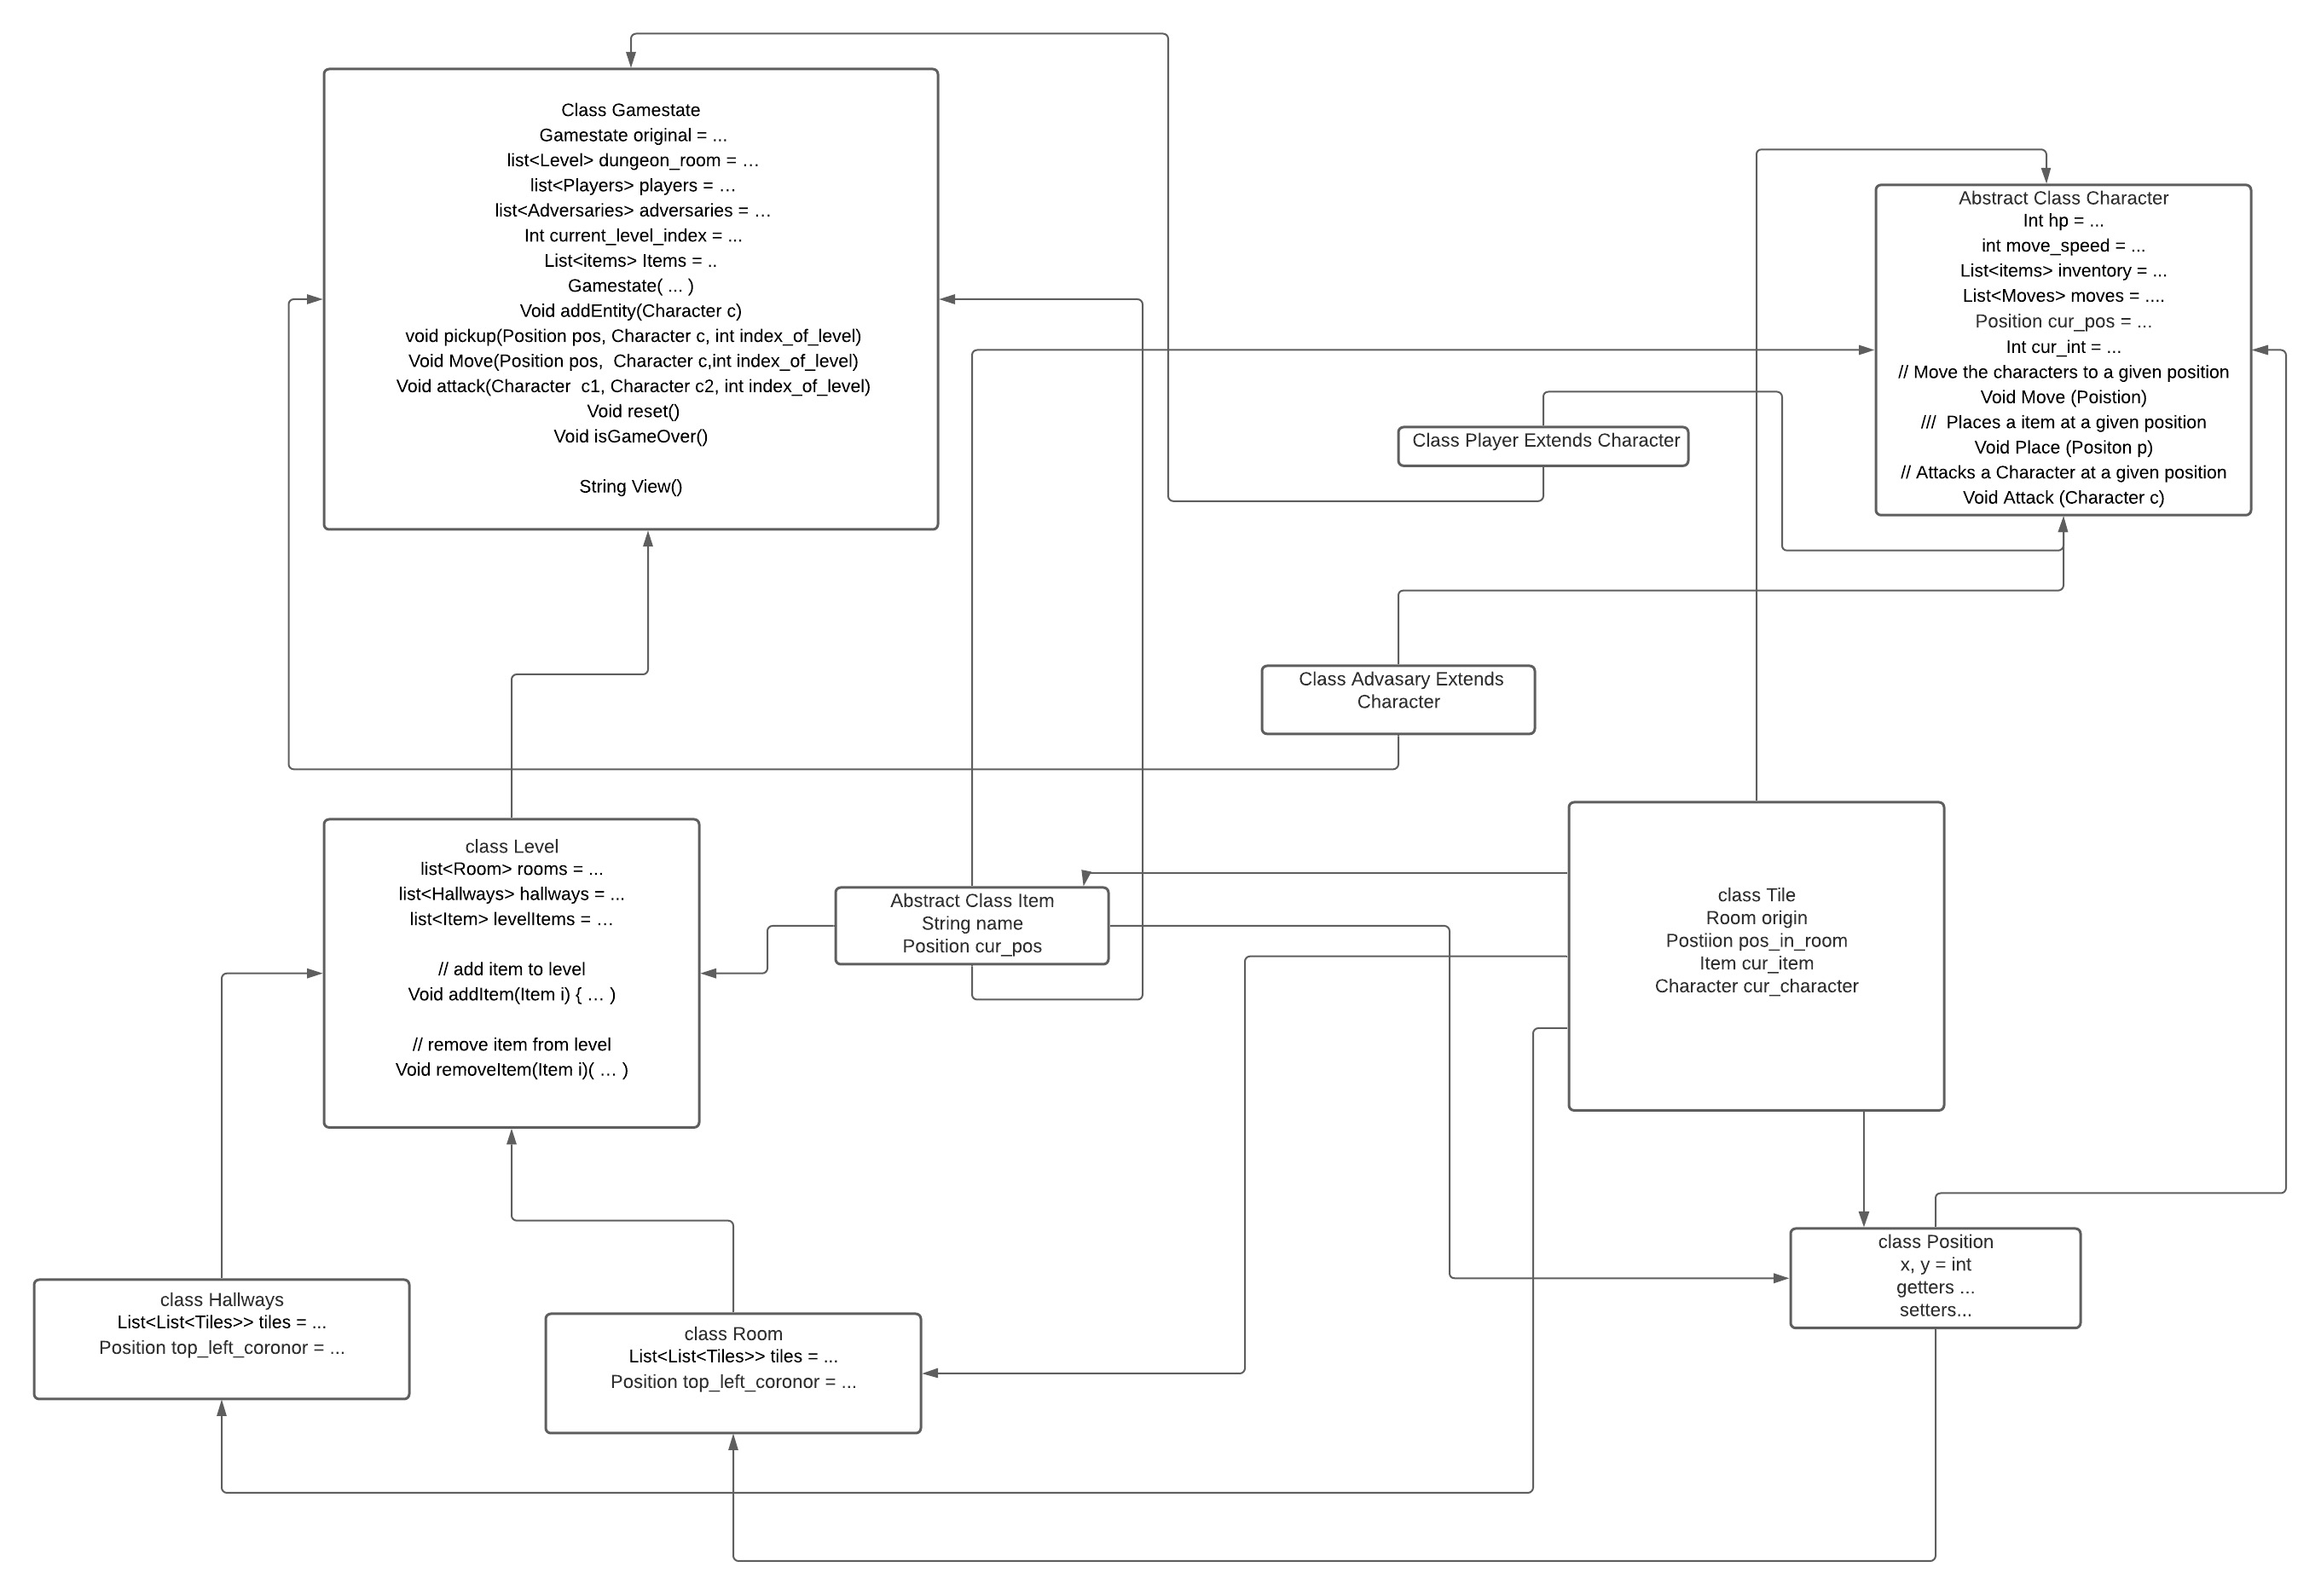 Class Gamestate
Gamestate original = ...
list<Level> dungeon_room = …
list<Players> players = …
list<Adversaries> adversaries = …
Int current_level_index = ...
List<items> Items = ..
Gamestate( ... )
Void addEntity(Character c)
void pickup(Position pos, Character c, int index_of_level)
Void Move(Position pos,  Character c,int index_of_level)
Void attack(Character  c1, Character c2, int index_of_level)
Void reset()
Void isGameOver()
String View()
Abstract Class Character
Int hp = ...
int move_speed = ...
List<items> inventory = ...
List<Moves> moves = ....
Position cur_pos = ...
Int cur_int = ...
// Move the characters to a given position
Void Move (Poistion)
///  Places a item at a given position
Void Place (Positon p)
// Attacks a Character at a given position
Void Attack (Character c)
Class Player Extends Character
Class Advasary Extends
Character
class Level
list<Room> rooms = ...
list<Hallways> hallways = ...
list<Item> levelItems = …
// add item to level
Void addItem(Item i) { … )
// remove item from level
Void removeItem(Item i)( … )
Abstract Class Item
String name
Position cur_pos
class Tile
Room origin
Postiion pos_in_room
Item cur_item
Character cur_character
class Position
x, y = int
getters ...
setters...
class Hallways
List<List<Tiles>> tiles = ...
Position top_left_coronor = ...
class Room
List<List<Tiles>> tiles = ...
Position top_left_coronor = ...